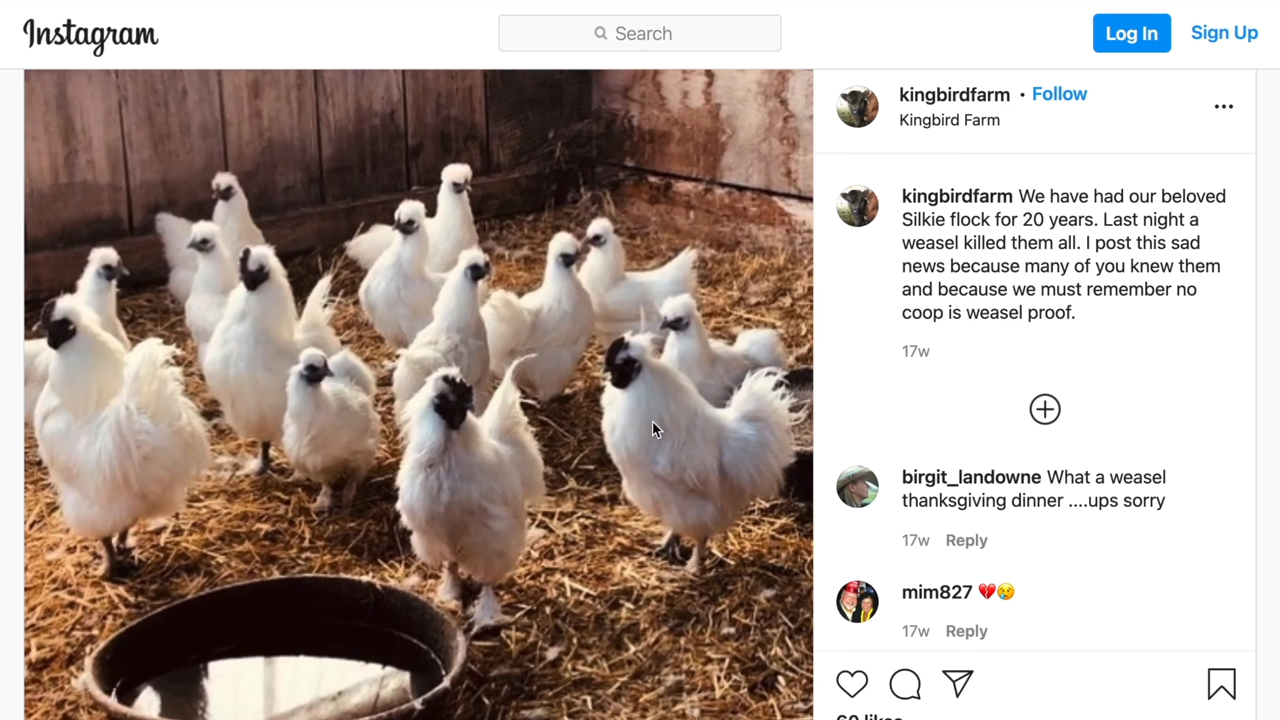 Instagram
Search
Log In
Sign Up
kingbirdfarm • Follow
Kingbird Farm
kingbirdfarm We have had our beloved
Silkie flock for 20 years. Last night a
weasel killed them all. I post this sad
news because many of you knew them
and because we must remember no
coop is weasel proof.
17w
birgit_landowne What a weasel
thanksgiving dinner ....ups sorry
17w Reply
mim827 💔😢
17w Reply
60 likes